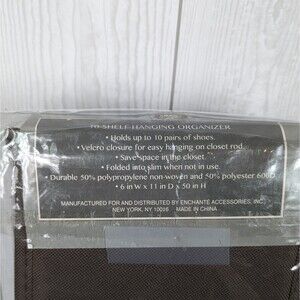 10 SHELF HANGING ORGANIZER
• Holds up to 10 pairs of shoes.
• Velcro closure for easy hanging on closet rod.
• Save space in the closet.
• Folded into slim when not in use.
• Durable 50% polypropylene non-woven and 50% polyester 600D
• 6 in W x 11 in D x 50 in H
MANUFACTURED FOR AND DISTRIBUTED BY ENCHANTE ACCESSORIES, INC.
NEW YORK, NY 10016 MADE IN CHINA